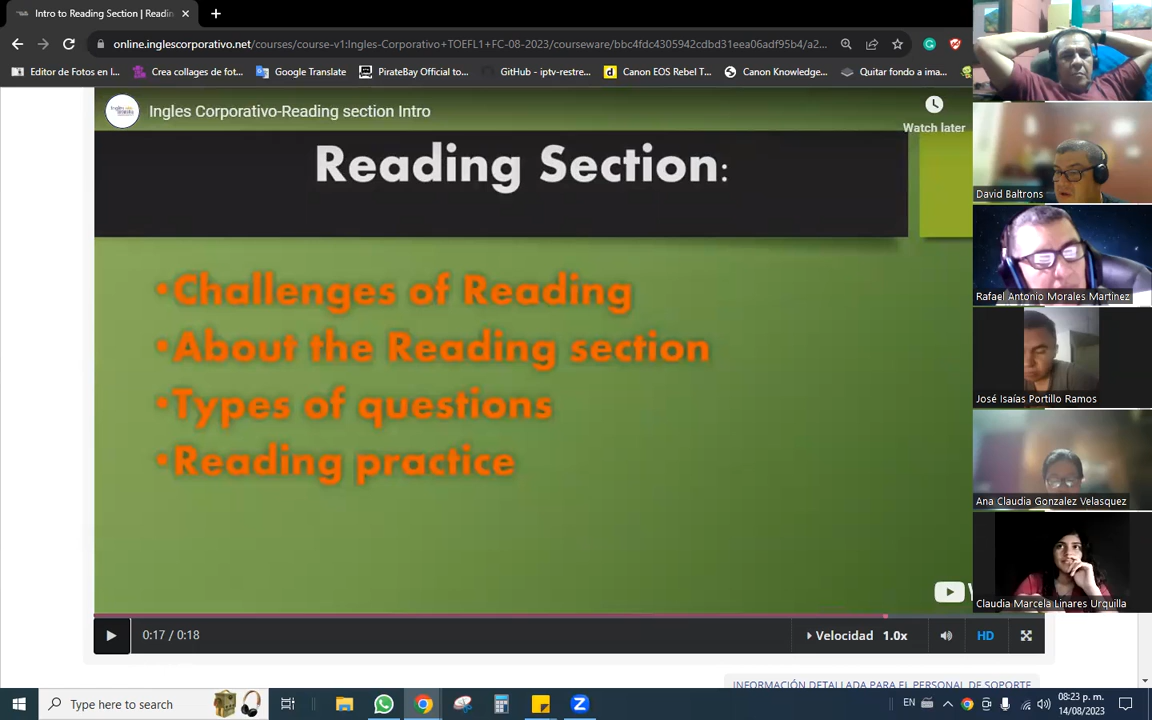 Intro to Reading Section | Readin
online.inglescorporativo.net/courses/course-v1:Ingles-Corporativo+TOEFL1+FC-08-2023/courseware/bbc4fdc4305942cdbd31eea06adf95b4/a2...
Editor de Fotos en l...
Crea collages de fot...
Google Translate
PirateBay Official to...
GitHub - iptv-restre...
Canon EOS Rebel T...
Canon Knowledge...
Quitar fondo a ima...
Ingles Corporativo-Reading section Intro
Watch later
Reading Section:
•Challenges of Reading
•About the Reading section
•Types of questions
•Reading practice
David Baltrons
Rafael Antonio Morales Martinez
José Isaías Portillo Ramos
Ana Claudia Gonzalez Velasquez
Claudia Marcela Linares Urquilla
0:17 / 0:18
Velocidad 1.0x
HD
INFORMACIÓN DETALLADA PARA EL PERSONAL DE SOPORTE
Type here to search
EN
08:23 p. m.
14/08/2023